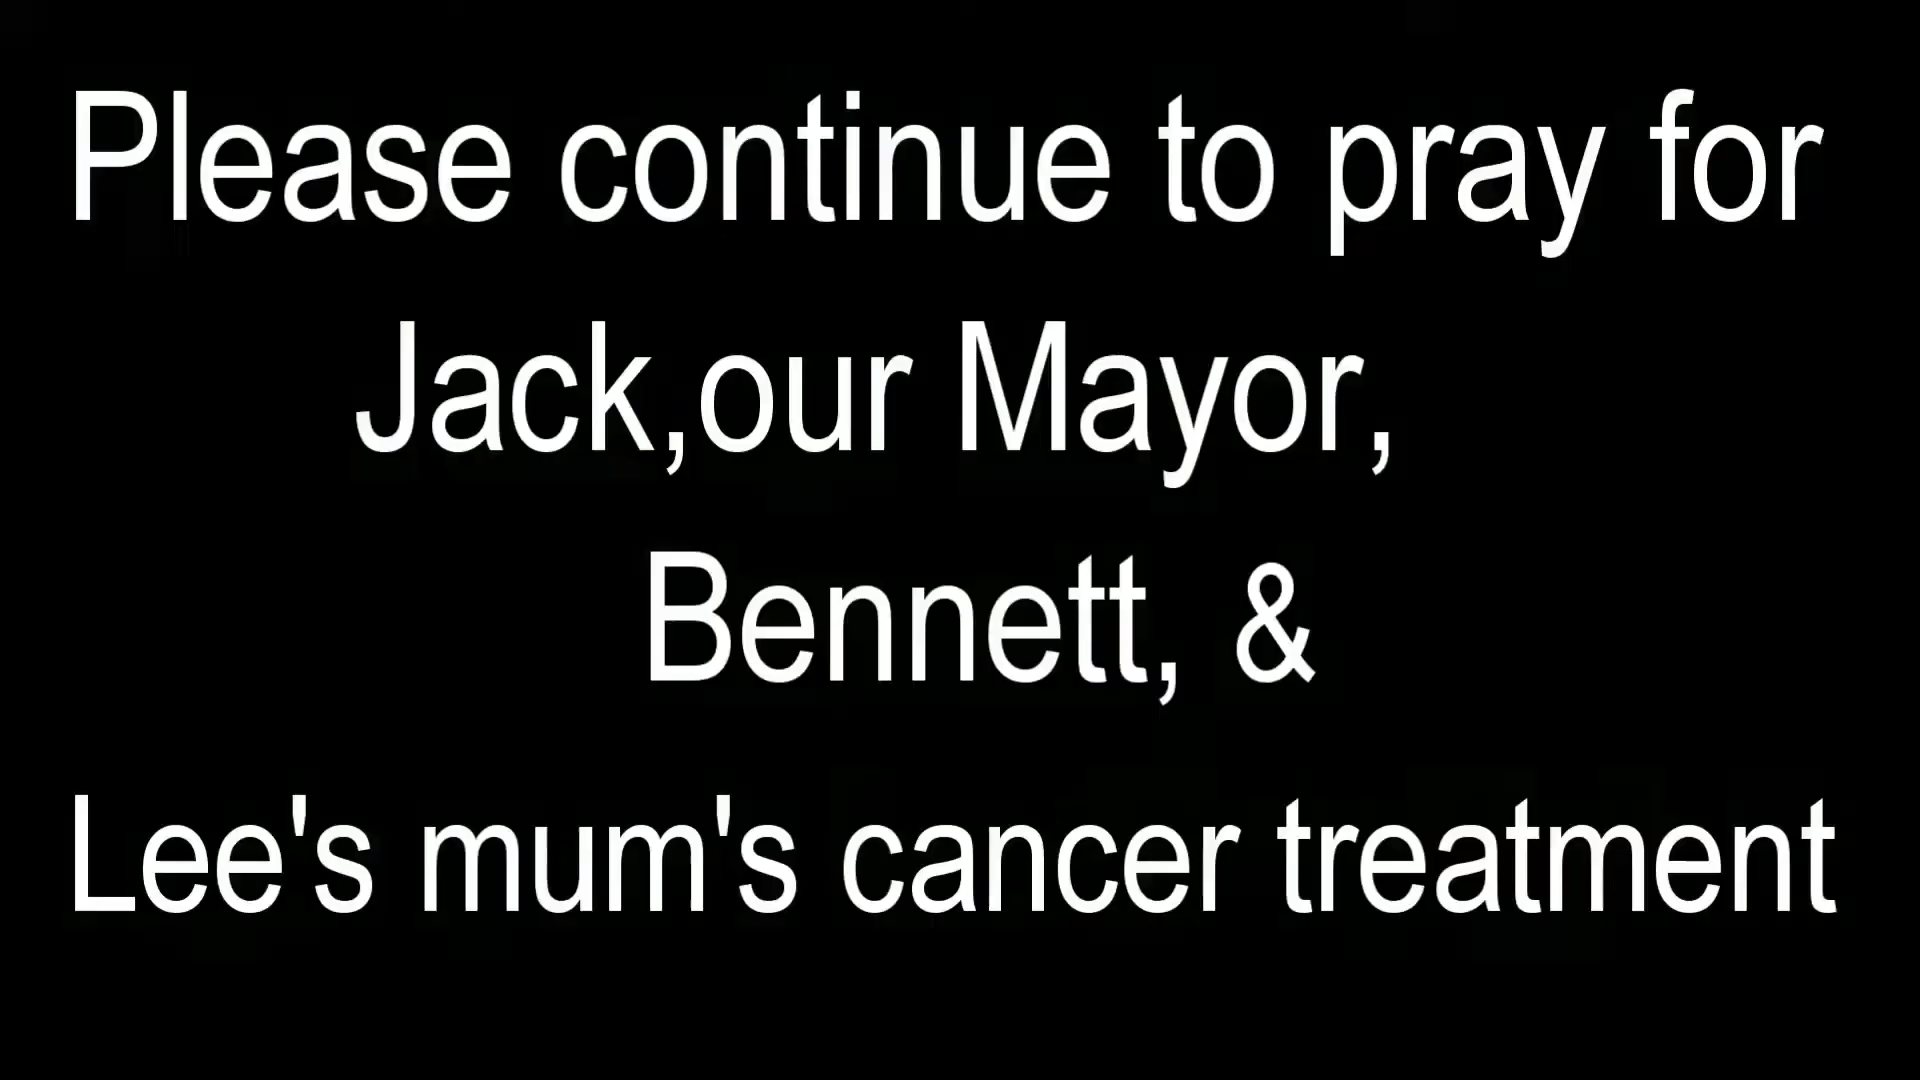 Please continue to pray for
Jack,our Mayor,
Bennett, &
Lee's mum's cancer treatment